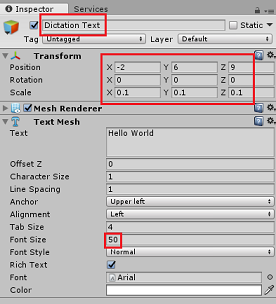 Inspector Services
Dictation Text Static
Tag Untagged Layer Default
Transform
Position X -2 Y 6 Z 9
Rotation X 0 Y 0 Z 0
Scale X 0.1 Y 0.1 Z 0.1
Mesh Renderer
Text Mesh
Text Hello World
Offset Z 0
Character Size 1
Line Spacing 1
Anchor Upper left
Alignment Left
Tab Size 4
Font Size 50
Font Style Normal
Rich Text
Font Arial
Color